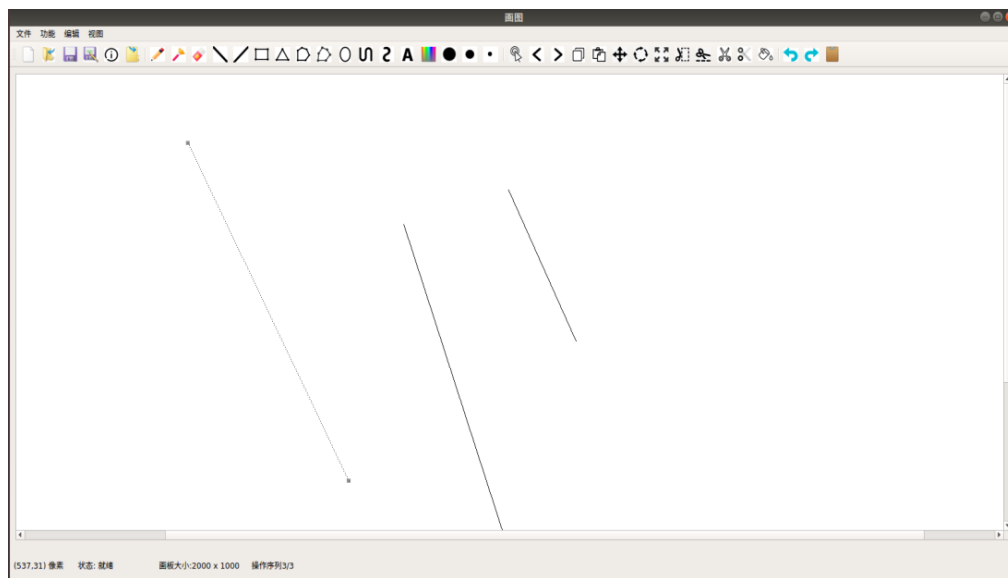 画图
文件 功能 编辑 视图
A
(537,31) 像素 状态: 就绪 画板大小:2000 x 1000 操作序列3/3